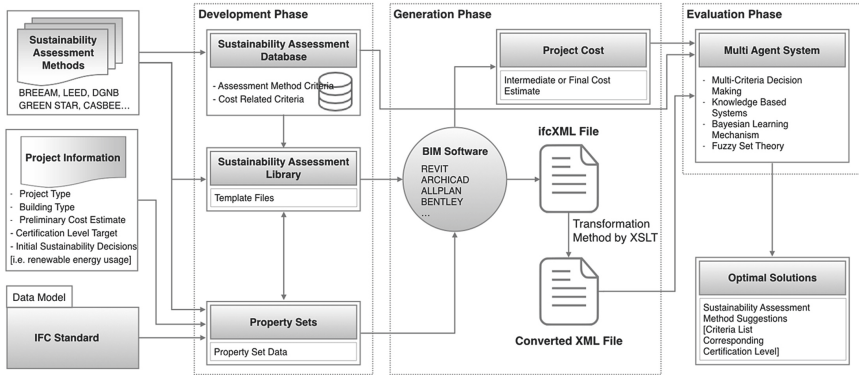 Sustainability
Assessment
Methods
BREEAM, LEED, DGNB
GREEN STAR, CASBEE...
Project Information
- Project Type
- Building Type
- Preliminary Cost Estimate
- Certification Level Target
- Initial Sustainability Decisions
[i.e. renewable energy usage]
Data Model
IFC Standard
Development Phase
Sustainability Assessment
Database
- Assessment Method Criteria
- Cost Related Criteria
Sustainability Assessment
Library
Template Files
Property Sets
Property Set Data
Generation Phase
Project Cost
Intermediate or Final Cost
Estimate
BIM Software
REVIT
ARCHICAD
ALLPLAN
BENTLEY
...
ifcXML File
Transformation
Method by XSLT
Converted XML File
Evaluation Phase
Multi Agent System
- Multi-Criteria Decision
Making
- Knowledge Based
Systems
- Bayesian Learning
Mechanism
- Fuzzy Set Theory
Optimal Solutions
Sustainability Assessment
Method Suggestions
[Criteria List
Corresponding
Certification Level]